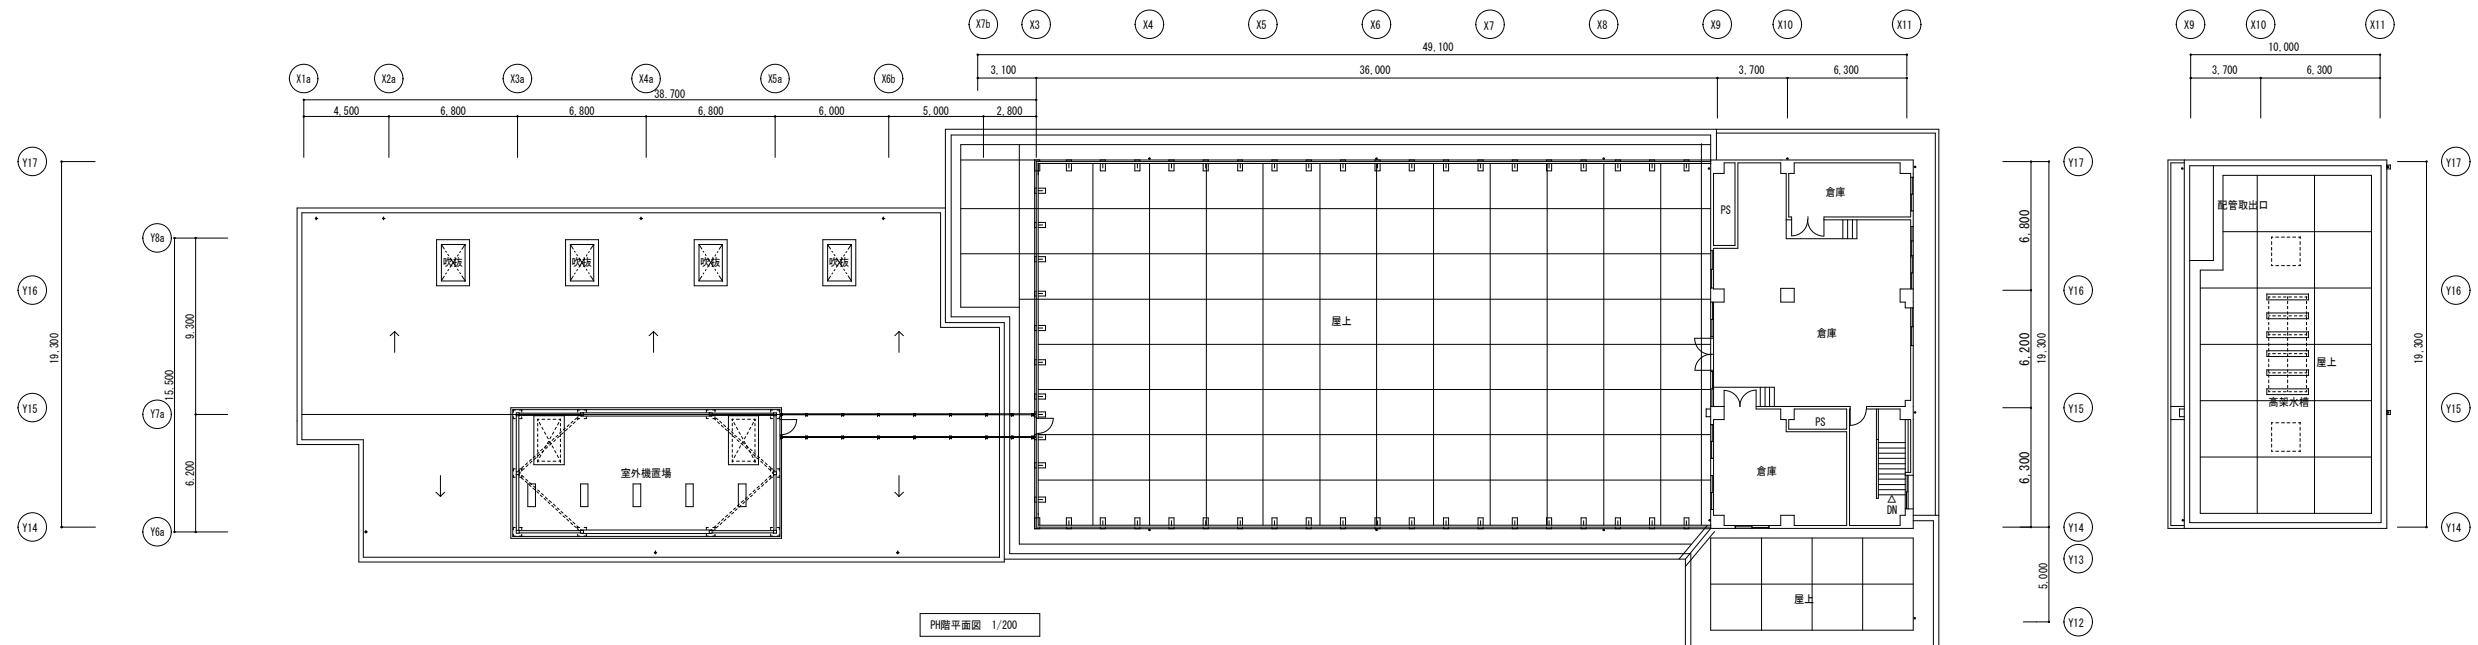 X7b X3 X4 X5 X6 X7 X8 X9 X10 X11 X9 X10 X11
49,100
10,000
3,100 36,000 3,700 6,300 3,700 6,300
X1a X2a X3a X4a X5a X6b
38.700
4,500 6,800 6,800 6,800 6,000 5,000 2,800
Y17 Y17 Y17 Y17
倉庫
PS
配管取出口
6,800
Y8a
吹抜 吹抜 吹抜 吹抜
Y16 Y16 Y16 Y16
9.300
屋上
倉庫
6,200
19,300
19,300
19,300
屋上
15.500
高架水槽
Y15 Y7a Y15 Y15
PS
6.200
室外機置場
倉庫
6,300
DN
Y14 Y6a Y14 Y14
Y13
5.000
屋上
PH階平面図 1/200
Y12